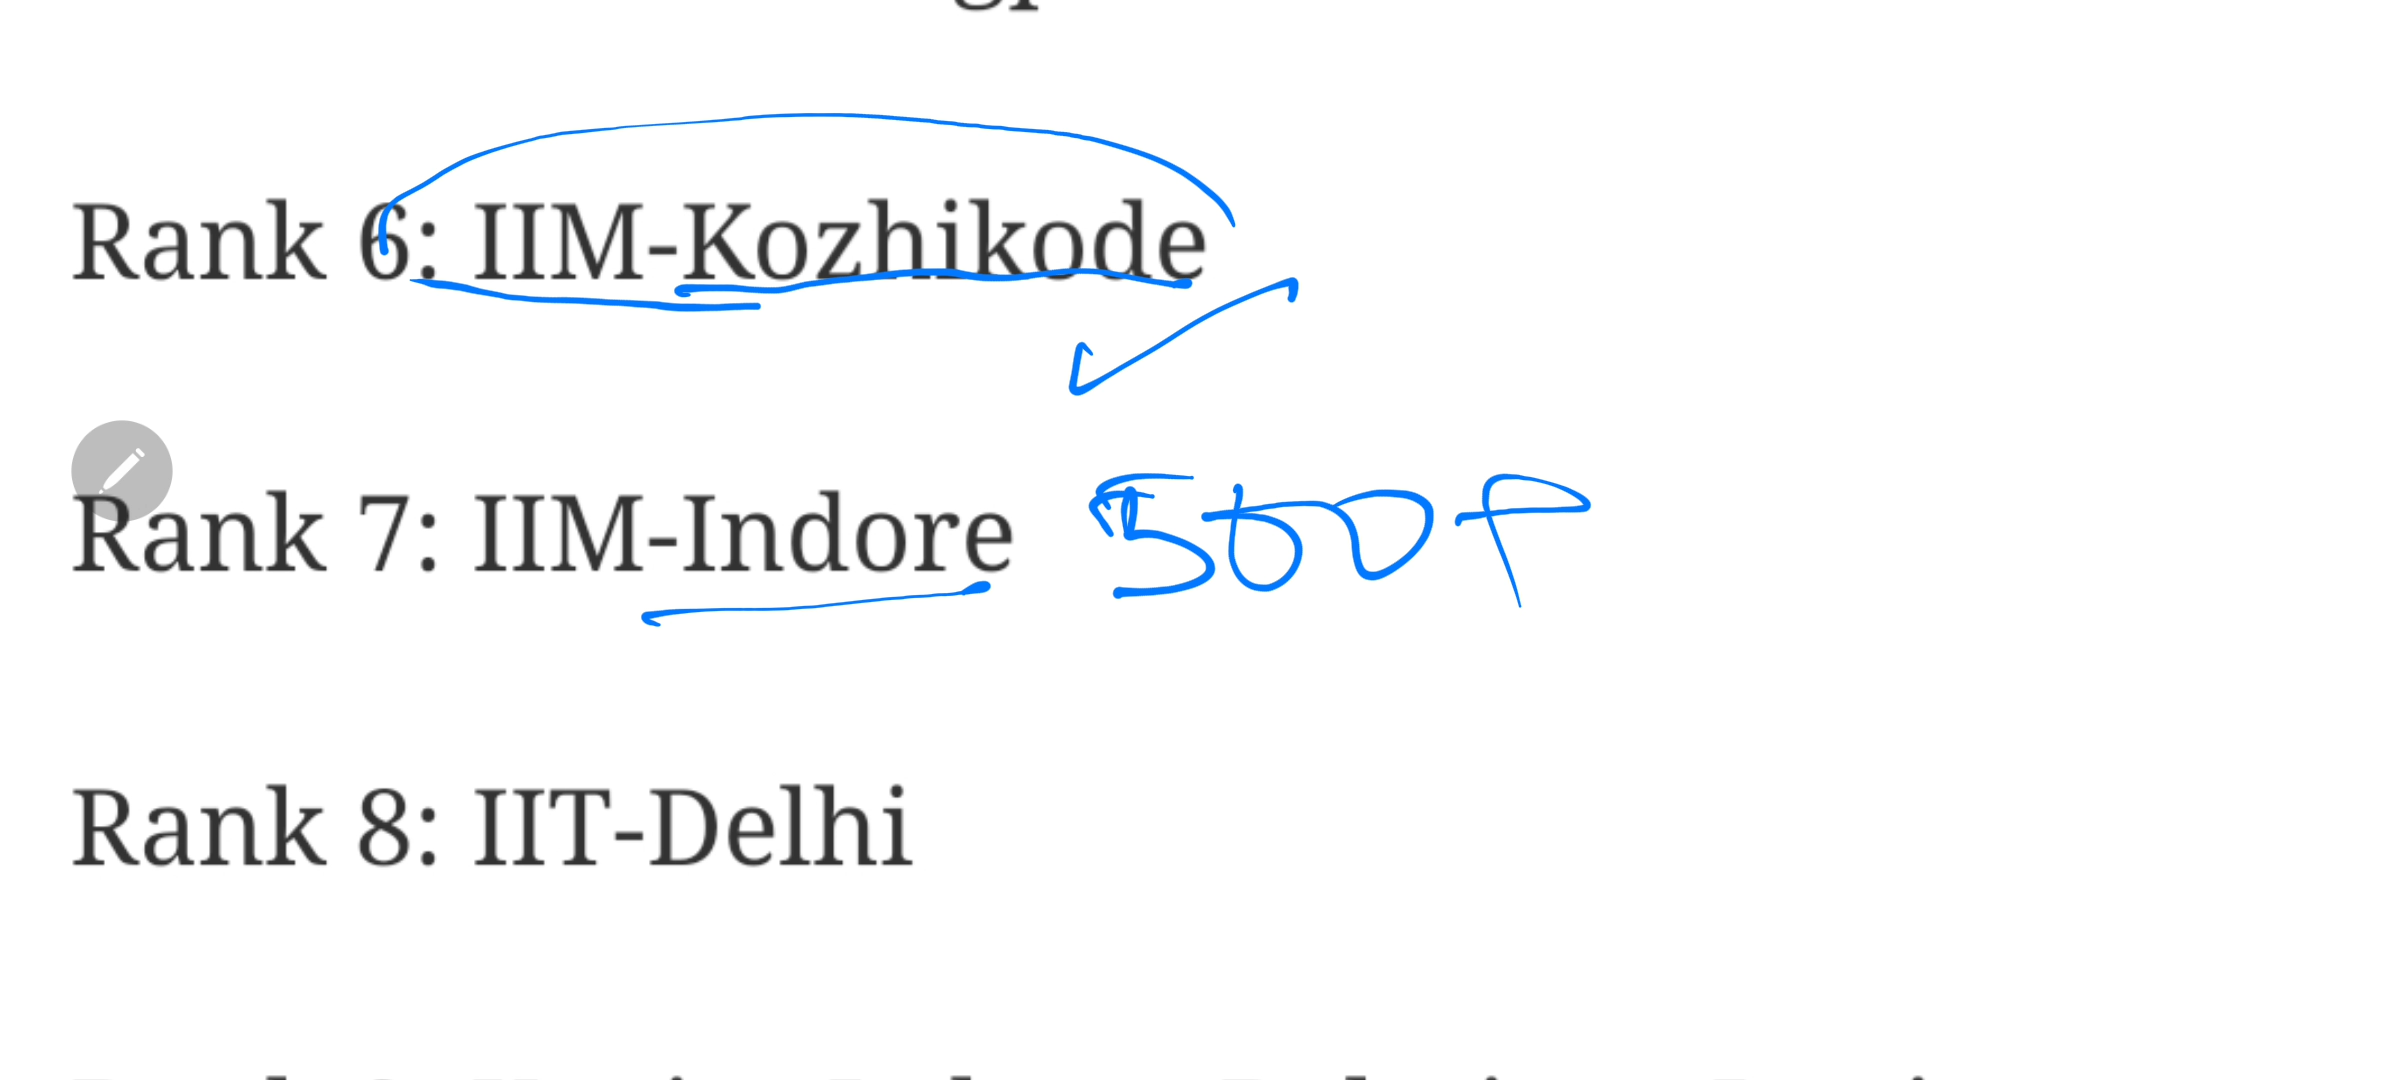 Rank 6: IIM-Kozhikode
Rank 7: IIM-Indore 500P
Rank 8: IIT-Delhi